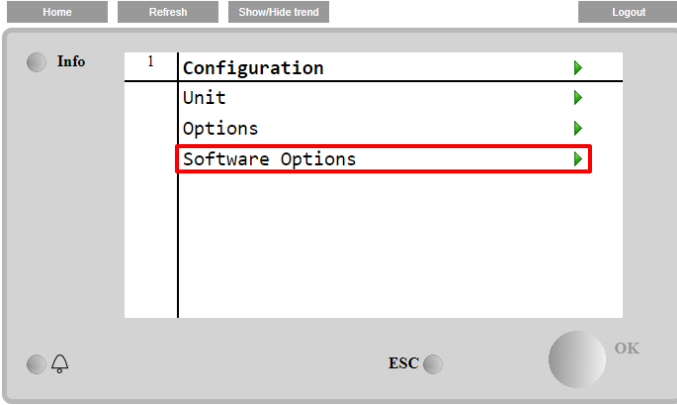 Home Refresh Show/Hide trend Logout
Info
1 Configuration
Unit
Options
Software Options
ESC
OK